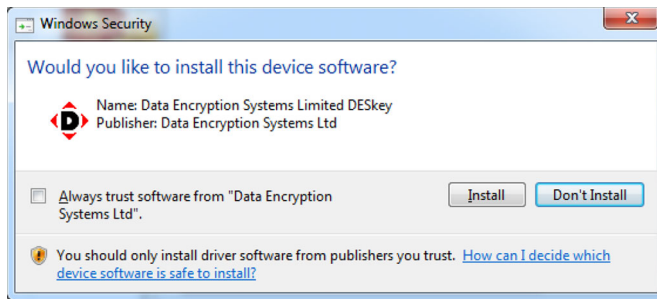 Windows Security
Would you like to install this device software?
D
Name: Data Encryption Systems Limited DESkey
Publisher: Data Encryption Systems Ltd
Always trust software from "Data Encryption
Systems Ltd".
Install
Don't Install
You should only install driver software from publishers you trust. How can I decide which
device software is safe to install?